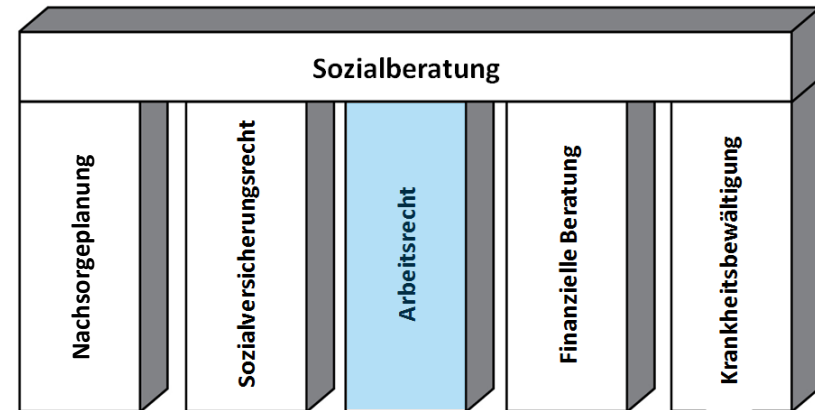 Sozialberatung
Nachsorgeplanung
Sozialversicherungsrecht
Arbeitsrecht
Finanzielle Beratung
Krankheitsbewältigung